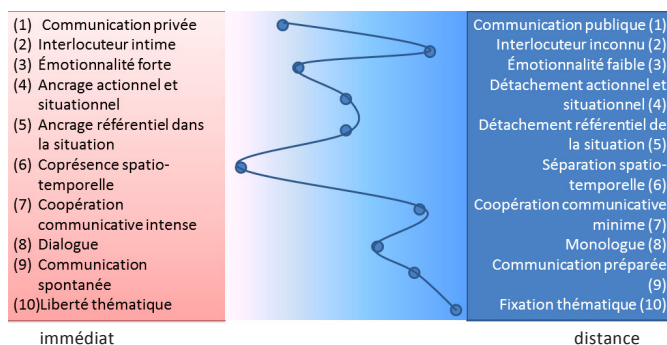 (1) Communication privée
(2) Interlocuteur intime
(3) Émotionnalité forte
(4) Ancrage actionnel et
situationnel
(5) Ancrage référentiel dans
la situation
(6) Coprésence spatio-
temporelle
(7) Coopération
communicative intense
(8) Dialogue
(9) Communication
spontanée
(10)Liberté thématique
Communication publique (1)
Interlocuteur inconnu (2)
Émotionnalité faible (3)
Détachement actionnel et
situationnel (4)
Détachement référentiel de
la situation (5)
Séparation spatio-
temporelle (6)
Coopération communicative
minime (7)
Monologue (8)
Communication préparée
(9)
Fixation thématique (10)
immédiat
distance